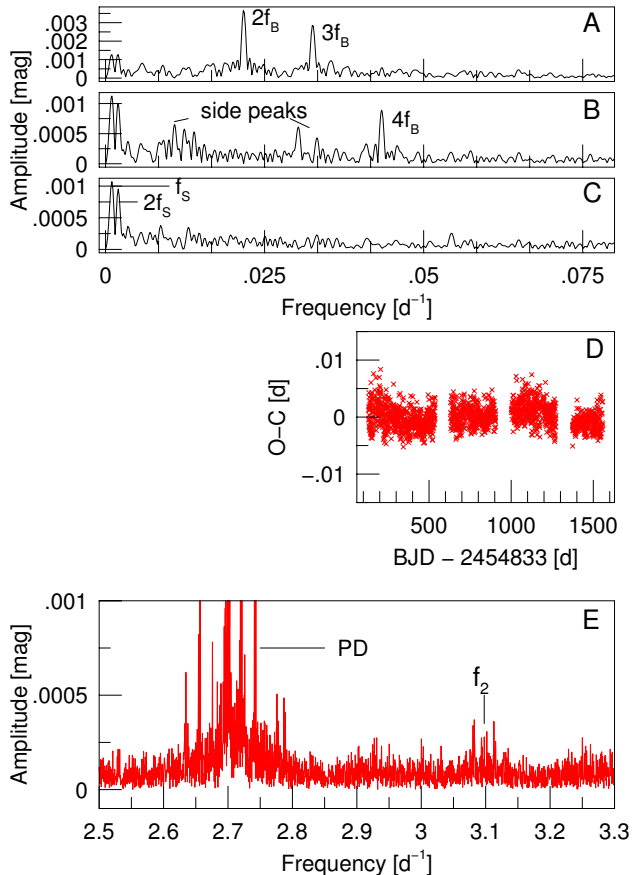 A
.003
.002
.001
0
2f_B
3f_B
B
.001
.0005
0
side peaks
4f_B
C
.001
.0005
0
f_S
2f_S
Amplitude [mag]
0 .025 .05 .075
Frequency [d⁻¹]
D
.01
0
−.01
O−C [d]
500 1000 1500
BJD − 2454833 [d]
E
.001
.0005
0
PD
f_2
Amplitude [mag]
2.5 2.6 2.7 2.8 2.9 3 3.1 3.2 3.3
Frequency [d⁻¹]